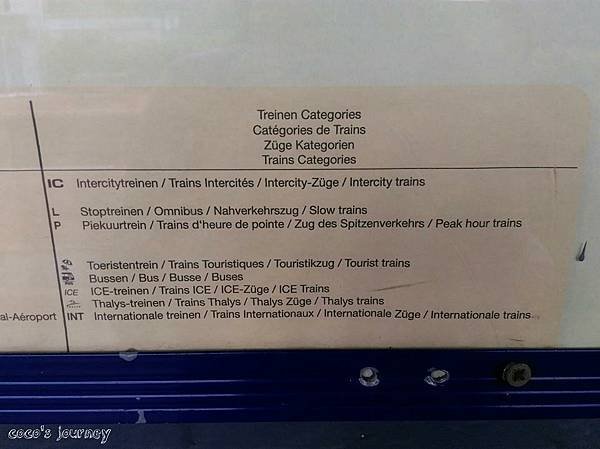 Treinen Categories
Catégories de Trains
Züge Kategorien
Trains Categories
IC Intercitytreinen / Trains Intercités / Intercity-Züge / Intercity trains
L Stoptreinen / Omnibus / Nahverkehrszug / Slow trains
P Piekuurtrein / Trains d'heure de pointe / Zug des Spitzenverkehrs / Peak hour trains
Toeristentrein / Trains Touristiques / Touristikzug / Tourist trains
Bussen / Bus / Busse / Buses
ICE ICE-treinen / Trains ICE / ICE-Züge / ICE Trains
Thalys-treinen / Trains Thalys / Thalys Züge / Thalys trains
al-Aéroport INT Internationale treinen / Trains Internationaux / Internationale Züge / Internationale trains
coco's journey